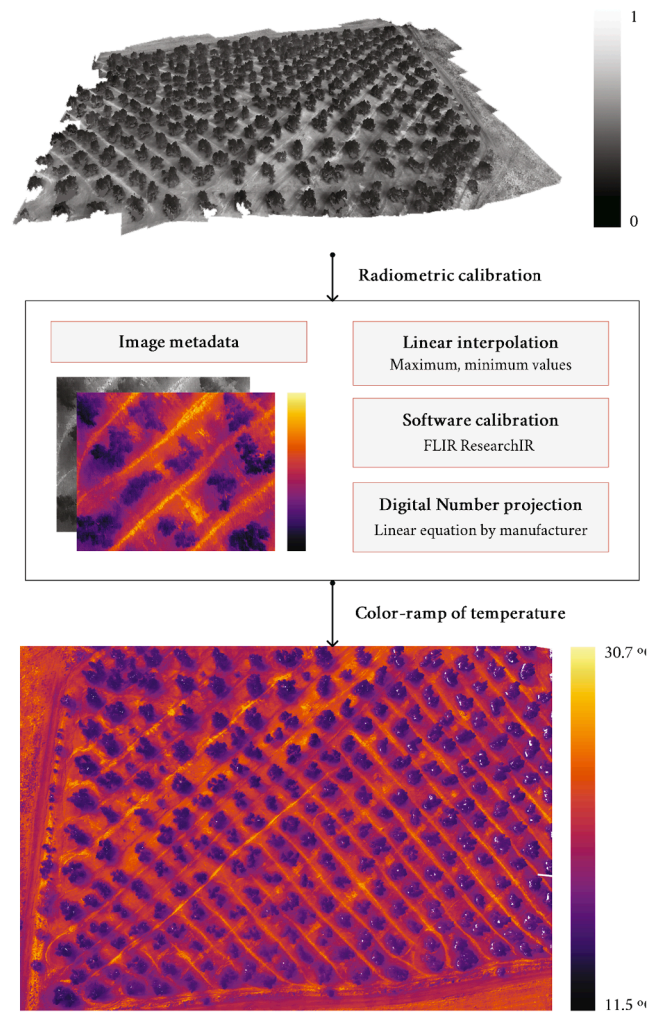 1
0
Radiometric calibration
Image metadata
Linear interpolation
Maximum, minimum values
Software calibration
FLIR ResearchIR
Digital Number projection
Linear equation by manufacturer
Color-ramp of temperature
30.7 º
11.5 º